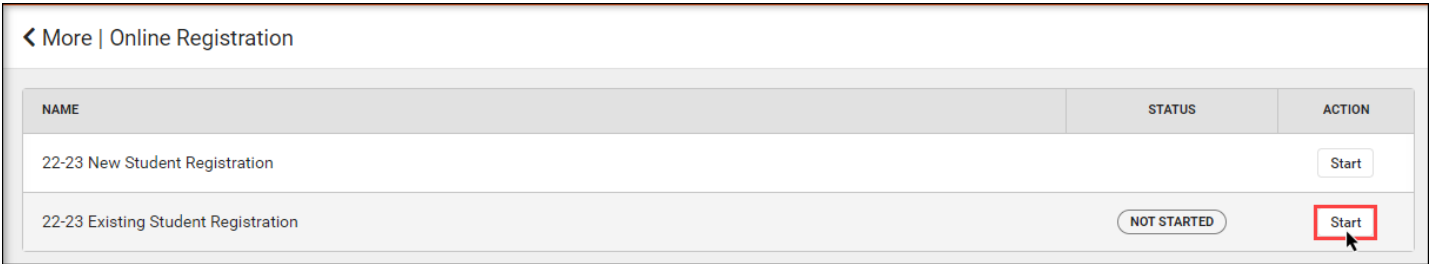 More | Online Registration
NAME STATUS ACTION
22-23 New Student Registration Start
22-23 Existing Student Registration NOT STARTED Start